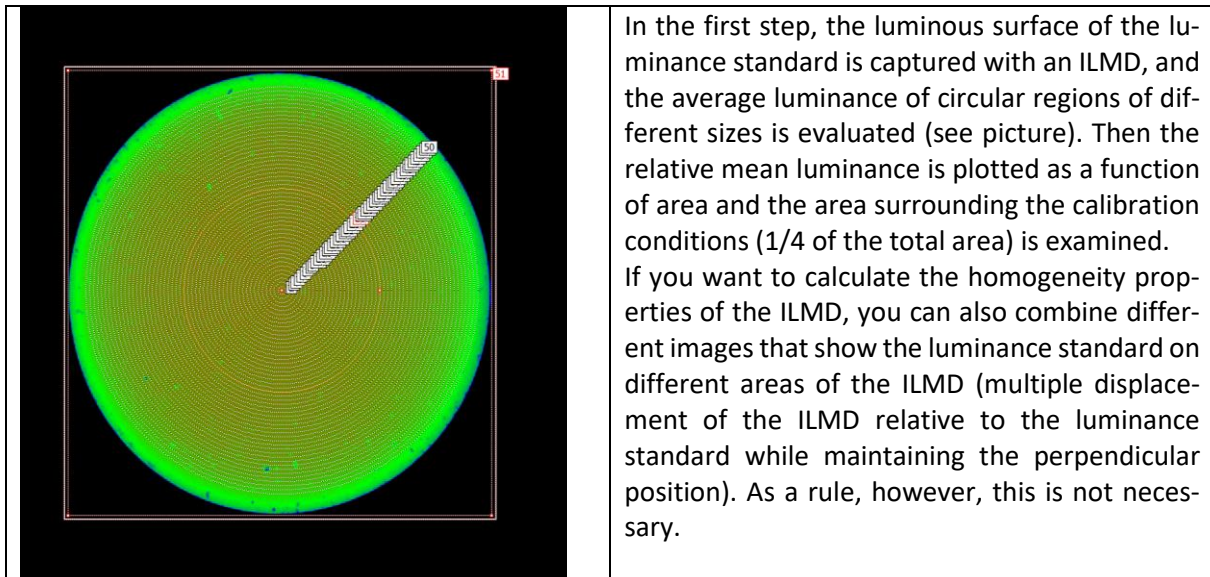 51
50
In the first step, the luminous surface of the lu-
minance standard is captured with an ILMD, and
the average luminance of circular regions of dif-
ferent sizes is evaluated (see picture). Then the
relative mean luminance is plotted as a function
of area and the area surrounding the calibration
conditions (1/4 of the total area) is examined.
If you want to calculate the homogeneity prop-
erties of the ILMD, you can also combine differ-
ent images that show the luminance standard on
different areas of the ILMD (multiple displace-
ment of the ILMD relative to the luminance
standard while maintaining the perpendicular
position). As a rule, however, this is not neces-
sary.